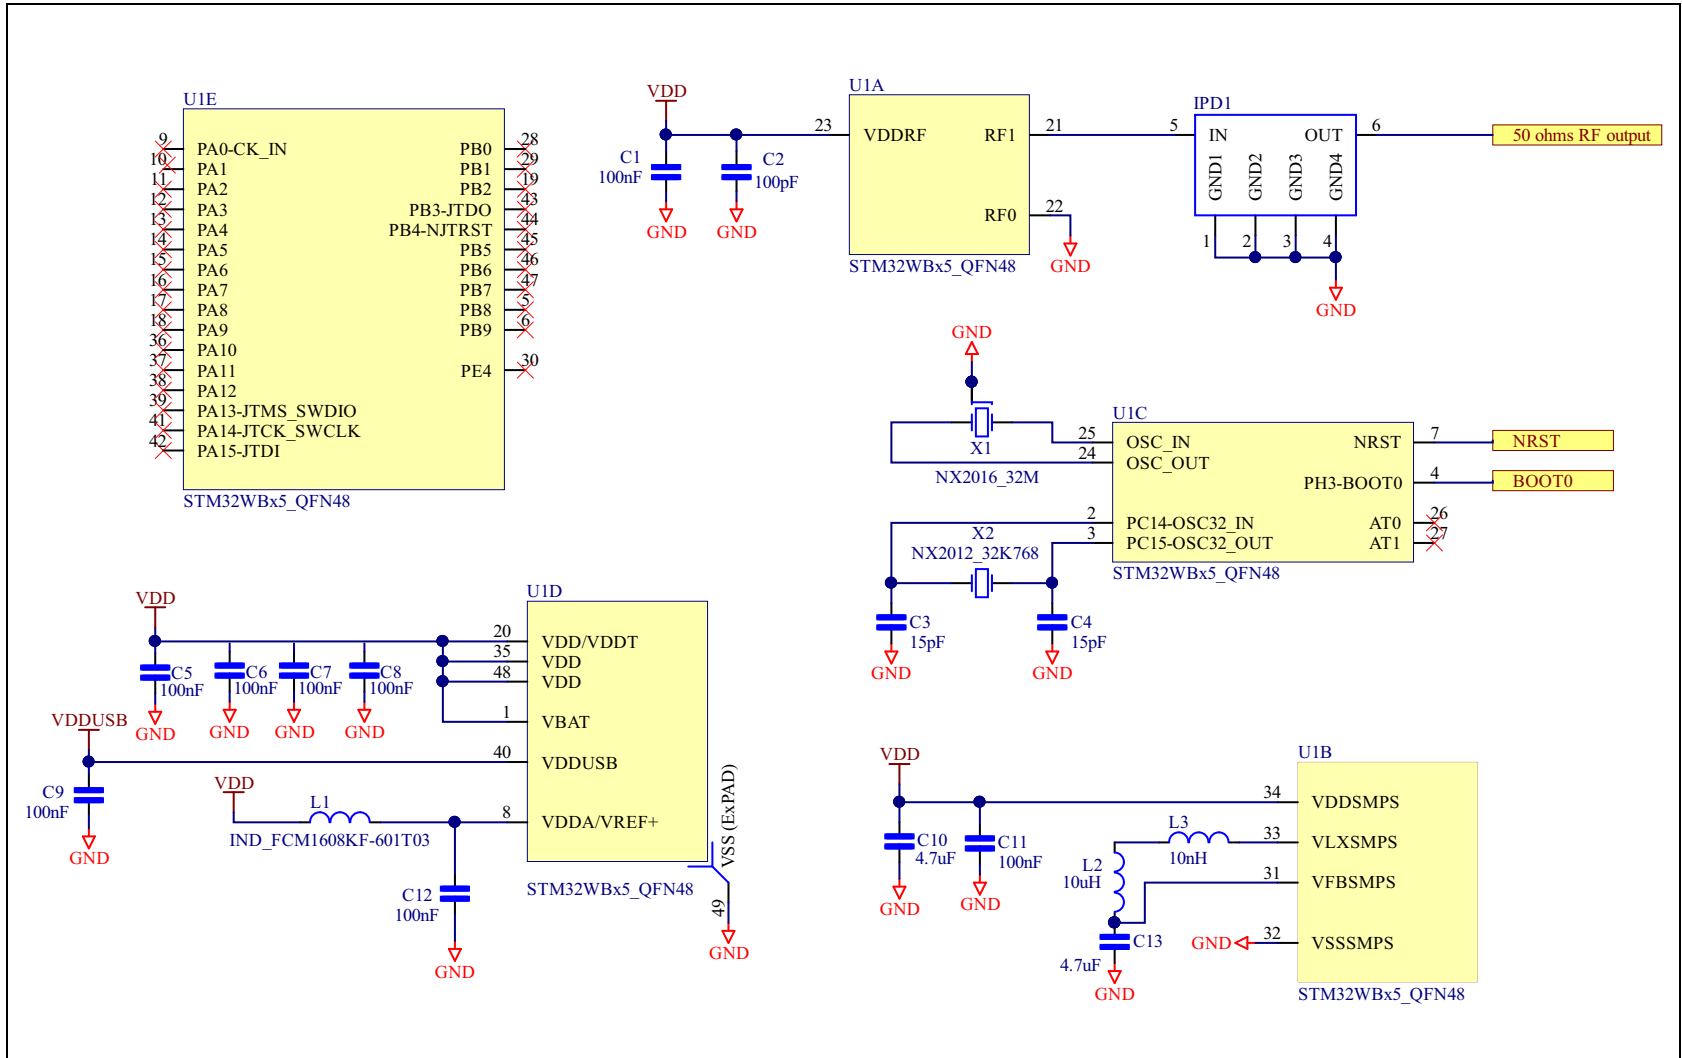 U1E
9 PA0-CK_IN PB0 28
10 PA1 PB1 29
11 PA2 PB2 19
12 PA3 PB3-JTDO 43
13 PA4 PB4-NJTRST 44
14 PA5 PB5 45
15 PA6 PB6 46
16 PA7 PB7 47
17 PA8 PB8 5
18 PA9 PB9 6
36 PA10
37 PA11 PE4 30
38 PA12
39 PA13-JTMS_SWDIO
41 PA14-JTCK_SWCLK
42 PA15-JTDI
STM32WBx5_QFN48
VDD
C1
100nF
GND
C2
100pF
GND
U1A
23 VDDRF RF1 21
RF0 22
GND
STM32WBx5_QFN48
IPD1
5 IN OUT 6
GND1 GND2 GND3 GND4
1 2 3 4
GND
50 ohms RF output
GND
X1
NX2016_32M
U1C
25 OSC_IN NRST 7 NRST
24 OSC_OUT
PH3-BOOT0 4 BOOT0
2 PC14-OSC32_IN AT0 26
3 PC15-OSC32_OUT AT1 27
STM32WBx5_QFN48
X2
NX2012_32K768
C3
15pF
GND
C4
15pF
GND
VDD
C5
100nF
GND
C6
100nF
GND
C7
100nF
GND
C8
100nF
GND
U1D
20 VDD/VDDT
35 VDD
48 VDD
1 VBAT
40 VDDUSB
8 VDDA/VREF+
VSS (ExPAD)
49
GND
STM32WBx5_QFN48
VDDUSB
C9
100nF
GND
VDD
L1
IND_FCM1608KF-601T03
C12
100nF
GND
VDD
C10
4.7uF
GND
C11
100nF
GND
U1B
34 VDDSMPS
33 VLXSMPS
31 VFBSMPS
GND 32 VSSSMPS
STM32WBx5_QFN48
L3
10nH
L2
10uH
C13
4.7uF
GND